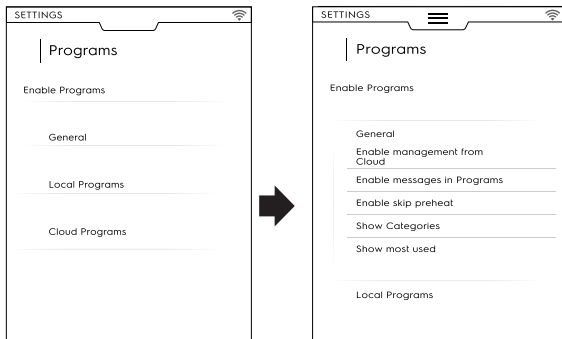 SETTINGS
Programs
Enable Programs
General
Local Programs
Cloud Programs
SETTINGS
Programs
Enable Programs
General
Enable management from
Cloud
Enable messages in Programs
Enable skip preheat
Show Categories
Show most used
Local Programs